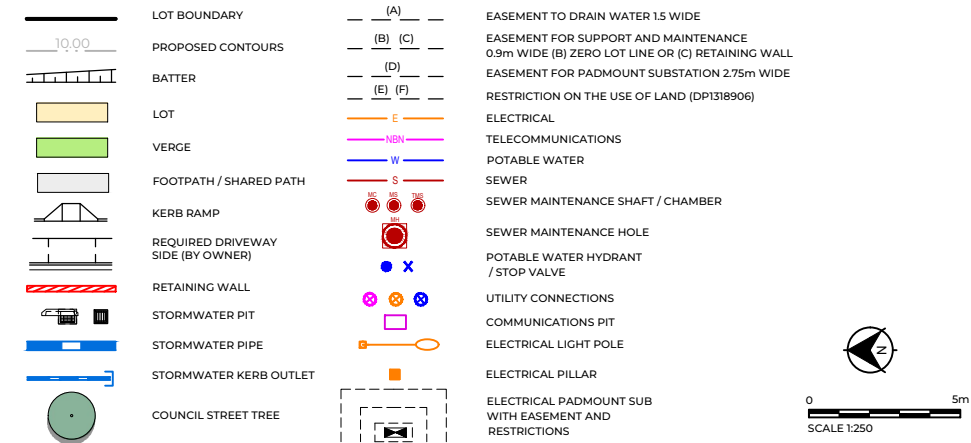 LOT BOUNDARY
10.00
PROPOSED CONTOURS
BATTER
LOT
VERGE
FOOTPATH / SHARED PATH
KERB RAMP
REQUIRED DRIVEWAY
SIDE (BY OWNER)
RETAINING WALL
STORMWATER PIT
STORMWATER PIPE
STORMWATER KERB OUTLET
COUNCIL STREET TREE
(A)
EASEMENT TO DRAIN WATER 1.5 WIDE
(B) (C)
EASEMENT FOR SUPPORT AND MAINTENANCE
0.9m WIDE (B) ZERO LOT LINE OR (C) RETAINING WALL
(D)
EASEMENT FOR PADMOUNT SUBSTATION 2.75m WIDE
(E) (F)
RESTRICTION ON THE USE OF LAND (DP1318906)
E
ELECTRICAL
NBN
TELECOMMUNICATIONS
W
POTABLE WATER
S
SEWER
MC MS TMS
SEWER MAINTENANCE SHAFT / CHAMBER
MH
SEWER MAINTENANCE HOLE
POTABLE WATER HYDRANT
/ STOP VALVE
UTILITY CONNECTIONS
COMMUNICATIONS PIT
ELECTRICAL LIGHT POLE
ELECTRICAL PILLAR
ELECTRICAL PADMOUNT SUB
WITH EASEMENT AND
RESTRICTIONS
N
0 5m
SCALE 1:250